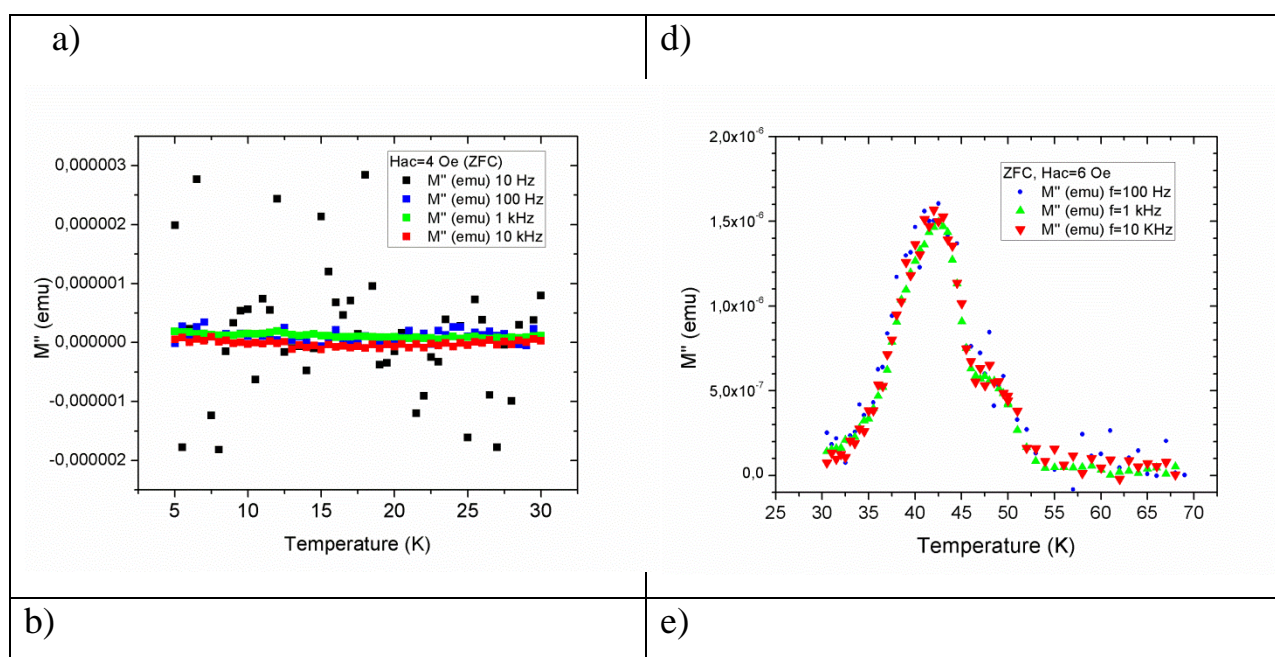 a)
0,000003
0,000002
0,000001
0,000000
-0,000001
-0,000002
M" (emu)
Hac=4 Oe (ZFC)
M" (emu) 10 Hz
M" (emu) 100 Hz
M" (emu) 1 kHz
M" (emu) 10 kHz
5 10 15 20 25 30
Temperature (K)
d)
2,0x10-6
1,5x10-6
1,0x10-6
5,0x10-7
0,0
M" (emu)
ZFC, Hac=6 Oe
M" (emu) f=100 Hz
M" (emu) f=1 kHz
M" (emu) f=10 KHz
25 30 35 40 45 50 55 60 65 70
Temperature (K)
b)
e)